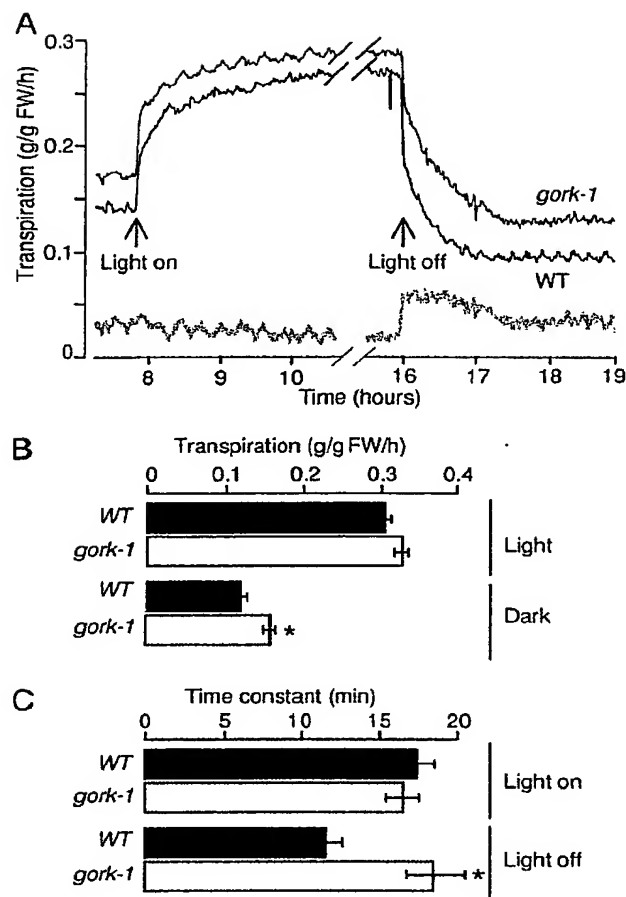 A
Transpiration (g/g FW/h)
0.3
0.2
0.1
0
Light on
Light off
gork-1
WT
8 9 10 16 17 18 19
Time (hours)
B
Transpiration (g/g FW/h)
0 0.1 0.2 0.3 0.4
WT
gork-1
Light
WT
gork-1 *
Dark
C
Time constant (min)
0 5 10 15 20
WT
gork-1
Light on
WT
gork-1 *
Light off